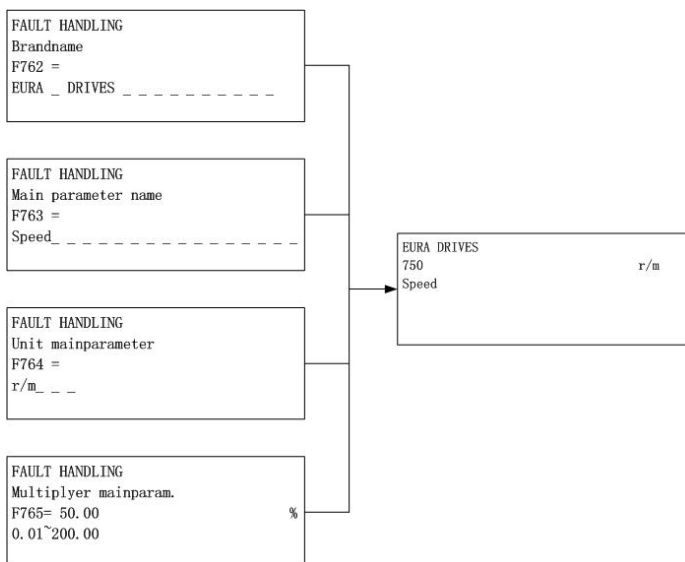 FAULT HANDLING
Brandname
F762 =
EURA _ DRIVES _ _ _ _ _ _ _ _ _ _
FAULT HANDLING
Main parameter name
F763 =
Speed_ _ _ _ _ _ _ _ _ _ _ _ _ _ _
FAULT HANDLING
Unit mainparameter
F764 =
r/m_ _ _
FAULT HANDLING
Multiplyer mainparam.
F765= 50.00 %
0.01~200.00
EURA DRIVES
750 r/m
Speed